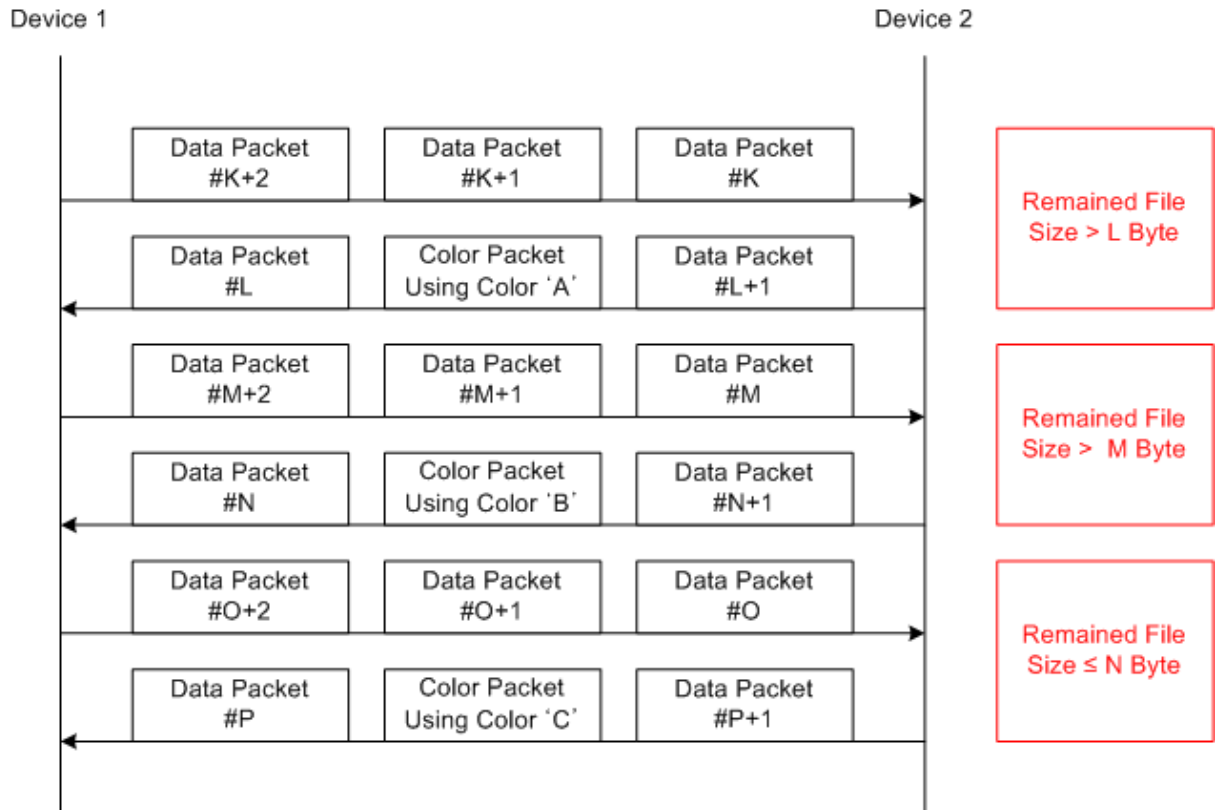 Device 1
Device 2
Data Packet
#K+2
Data Packet
#K+1
Data Packet
#K
Remained File
Size > L Byte
Data Packet
#L
Color Packet
Using Color ‘A’
Data Packet
#L+1
Data Packet
#M+2
Data Packet
#M+1
Data Packet
#M
Remained File
Size > M Byte
Data Packet
#N
Color Packet
Using Color ‘B’
Data Packet
#N+1
Data Packet
#O+2
Data Packet
#O+1
Data Packet
#O
Remained File
Size ≤ N Byte
Data Packet
#P
Color Packet
Using Color ‘C’
Data Packet
#P+1